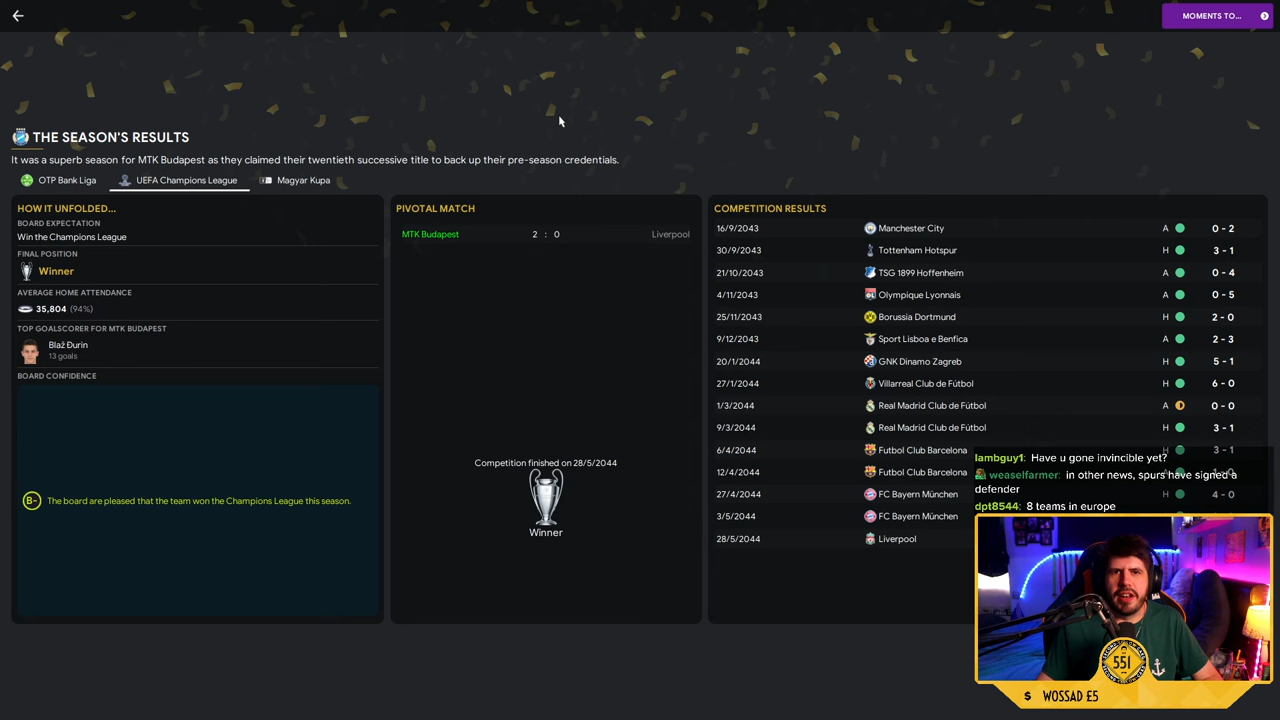 MOMENTS TO...
THE SEASON'S RESULTS
It was a superb season for MTK Budapest as they claimed their twentieth successive title to back up their pre-season credentials.
OTP Bank Liga UEFA Champions League Magyar Kupa
HOW IT UNFOLDED...
BOARD EXPECTATION
Win the Champions League
FINAL POSITION
Winner
AVERAGE HOME ATTENDANCE
35,804 (94%)
TOP GOALSCORER FOR MTK BUDAPEST
Blaž Ðurin
13 goals
BOARD CONFIDENCE
B- The board are pleased that the team won the Champions League this season.
PIVOTAL MATCH
MTK Budapest 2 : 0 Liverpool
Competition finished on 28/5/2044
Winner
COMPETITION RESULTS
16/9/2043 Manchester City A 0 - 2
30/9/2043 Tottenham Hotspur H 3 - 1
21/10/2043 TSG 1899 Hoffenheim A 0 - 4
4/11/2043 Olympique Lyonnais A 0 - 5
25/11/2043 Borussia Dortmund H 2 - 0
9/12/2043 Sport Lisboa e Benfica A 2 - 3
20/1/2044 GNK Dinamo Zagreb H 5 - 1
27/1/2044 Villarreal Club de Fútbol H 6 - 0
1/3/2044 Real Madrid Club de Fútbol A 0 - 0
9/3/2044 Real Madrid Club de Fútbol H 3 - 1
6/4/2044 Futbol Club Barcelona H 3 - 1
12/4/2044 Futbol Club Barcelona
27/4/2044 FC Bayern München H 4 - 0
3/5/2044 FC Bayern München
28/5/2044 Liverpool
lambguy1: Have u gone invincible yet?
weaselfarmer: in other news, spurs have signed a
defender
dpt8544: 8 teams in europe
551
$ WOSSAD £5